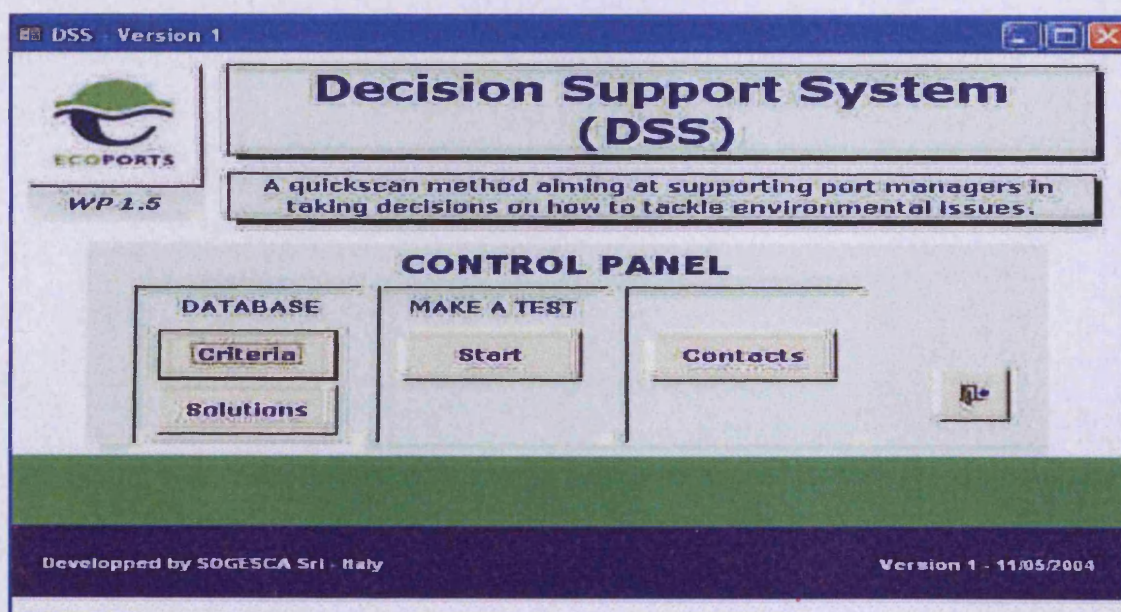 DSS - Version 1
Decision Support System
(DSS)
ECOPORTS
WP 1.5
A quickscan method aiming at supporting port managers in
taking decisions on how to tackle environmental issues.
CONTROL PANEL
DATABASE
MAKE A TEST
Criteria
Start
Contacts
Solutions
Developped by SOGESCA Srl - Italy
Version 1 - 11/05/2004